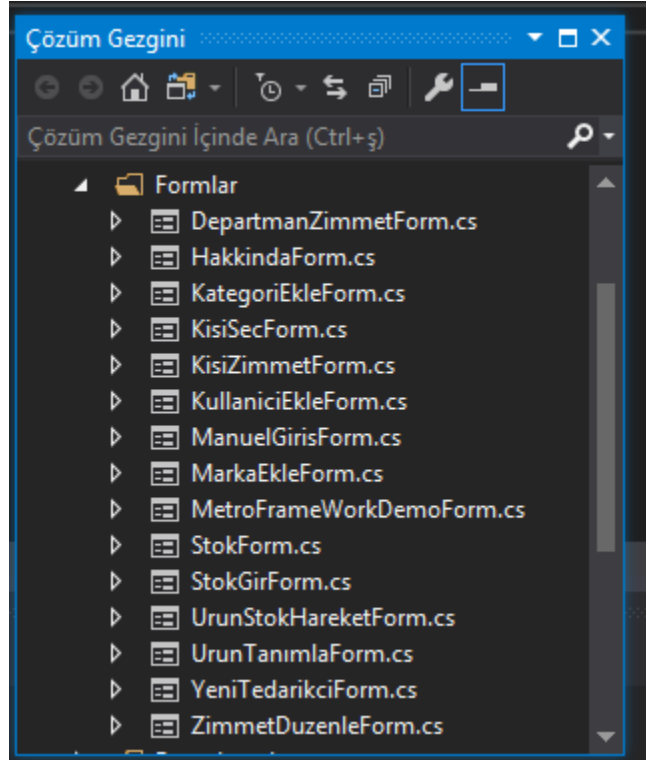 Çözüm Gezgini
Çözüm Gezgini İçinde Ara (Ctrl+ş)
Formlar
DepartmanZimmetForm.cs
HakkindaForm.cs
KategoriEkleForm.cs
KisiSecForm.cs
KisiZimmetForm.cs
KullaniciEkleForm.cs
ManuelGirisForm.cs
MarkaEkleForm.cs
MetroFrameWorkDemoForm.cs
StokForm.cs
StokGirForm.cs
UrunStokHareketForm.cs
UrunTanımlaForm.cs
YeniTedarikciForm.cs
ZimmetDuzenleForm.cs